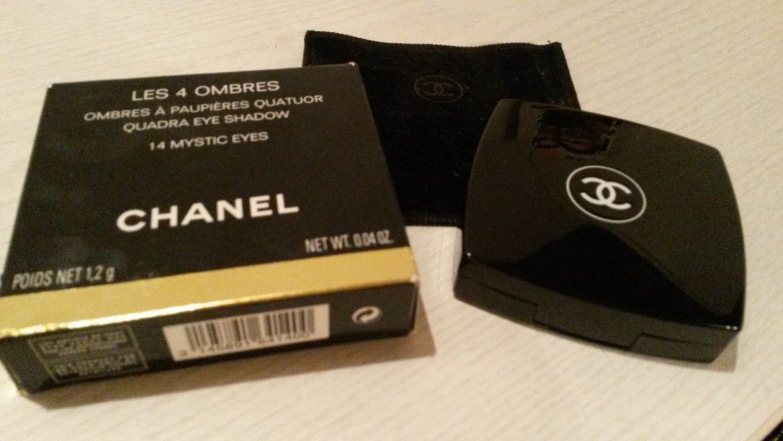 LES 4 OMBRES
OMBRES À PAUPIÈRES QUATUOR
QUADRA EYE SHADOW
14 MYSTIC EYES
CHANEL
NET WT. 0.04 OZ.
POIDS NET 1,2 g